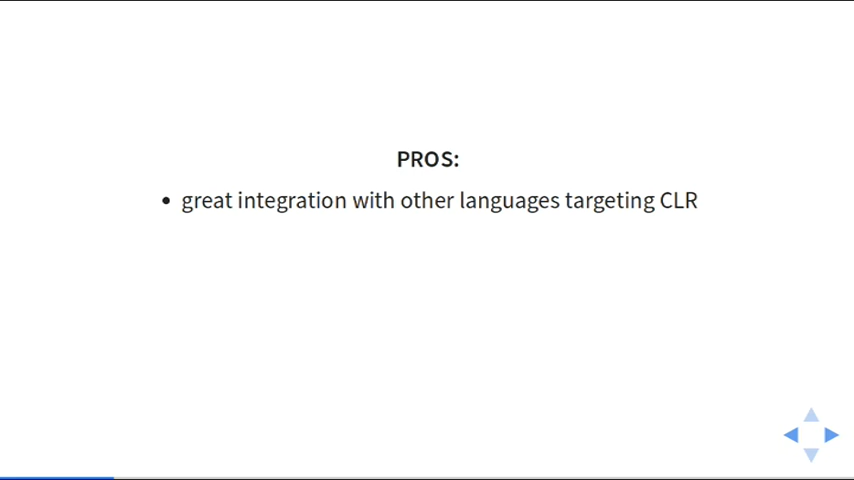 PROS:
• great integration with other languages targeting CLR